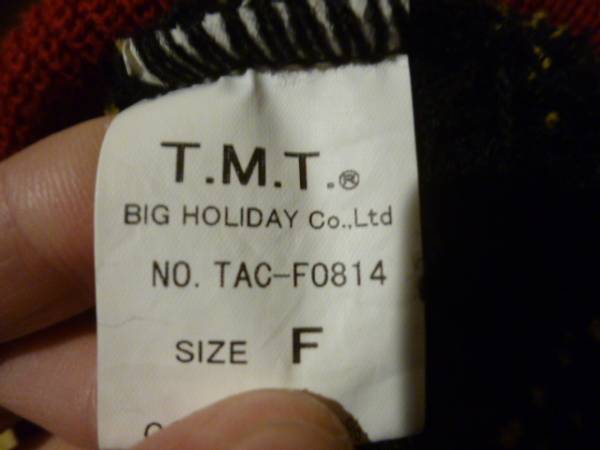 T.M.T.®
BIG HOLIDAY Co.,Ltd
NO. TAC-F0814
SIZE F